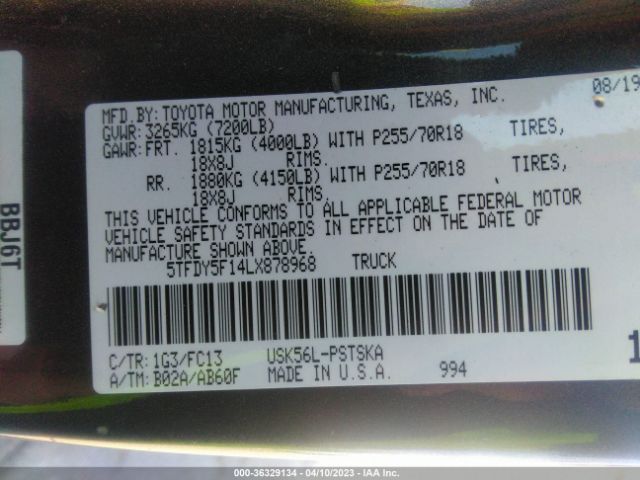 MFD.BY:TOYOTA MOTOR MANUFACTURING, TEXAS, INC. 08/19
GVWR:3265KG (7200LB)
GAWR:FRT. 1815KG (4000LB) WITH P255/70R18 TIRES,
18X8J RIMS.
RR. 1880KG (4150LB) WITH P255/70R18 TIRES,
18X8J RIMS.
THIS VEHICLE CONFORMS TO ALL APPLICABLE FEDERAL MOTOR
VEHICLE SAFETY STANDARDS IN EFFECT ON THE DATE OF
MANUFACTURE SHOWN ABOVE.
5TFDY5F14LX878968 TRUCK
C/TR:1G3/FC13 USK56L-PSTSKA
A/TM:B02A/AB60F MADE IN U.S.A. 994
BBJ6T
000-36329134 - 04/10/2023 - IAA Inc.